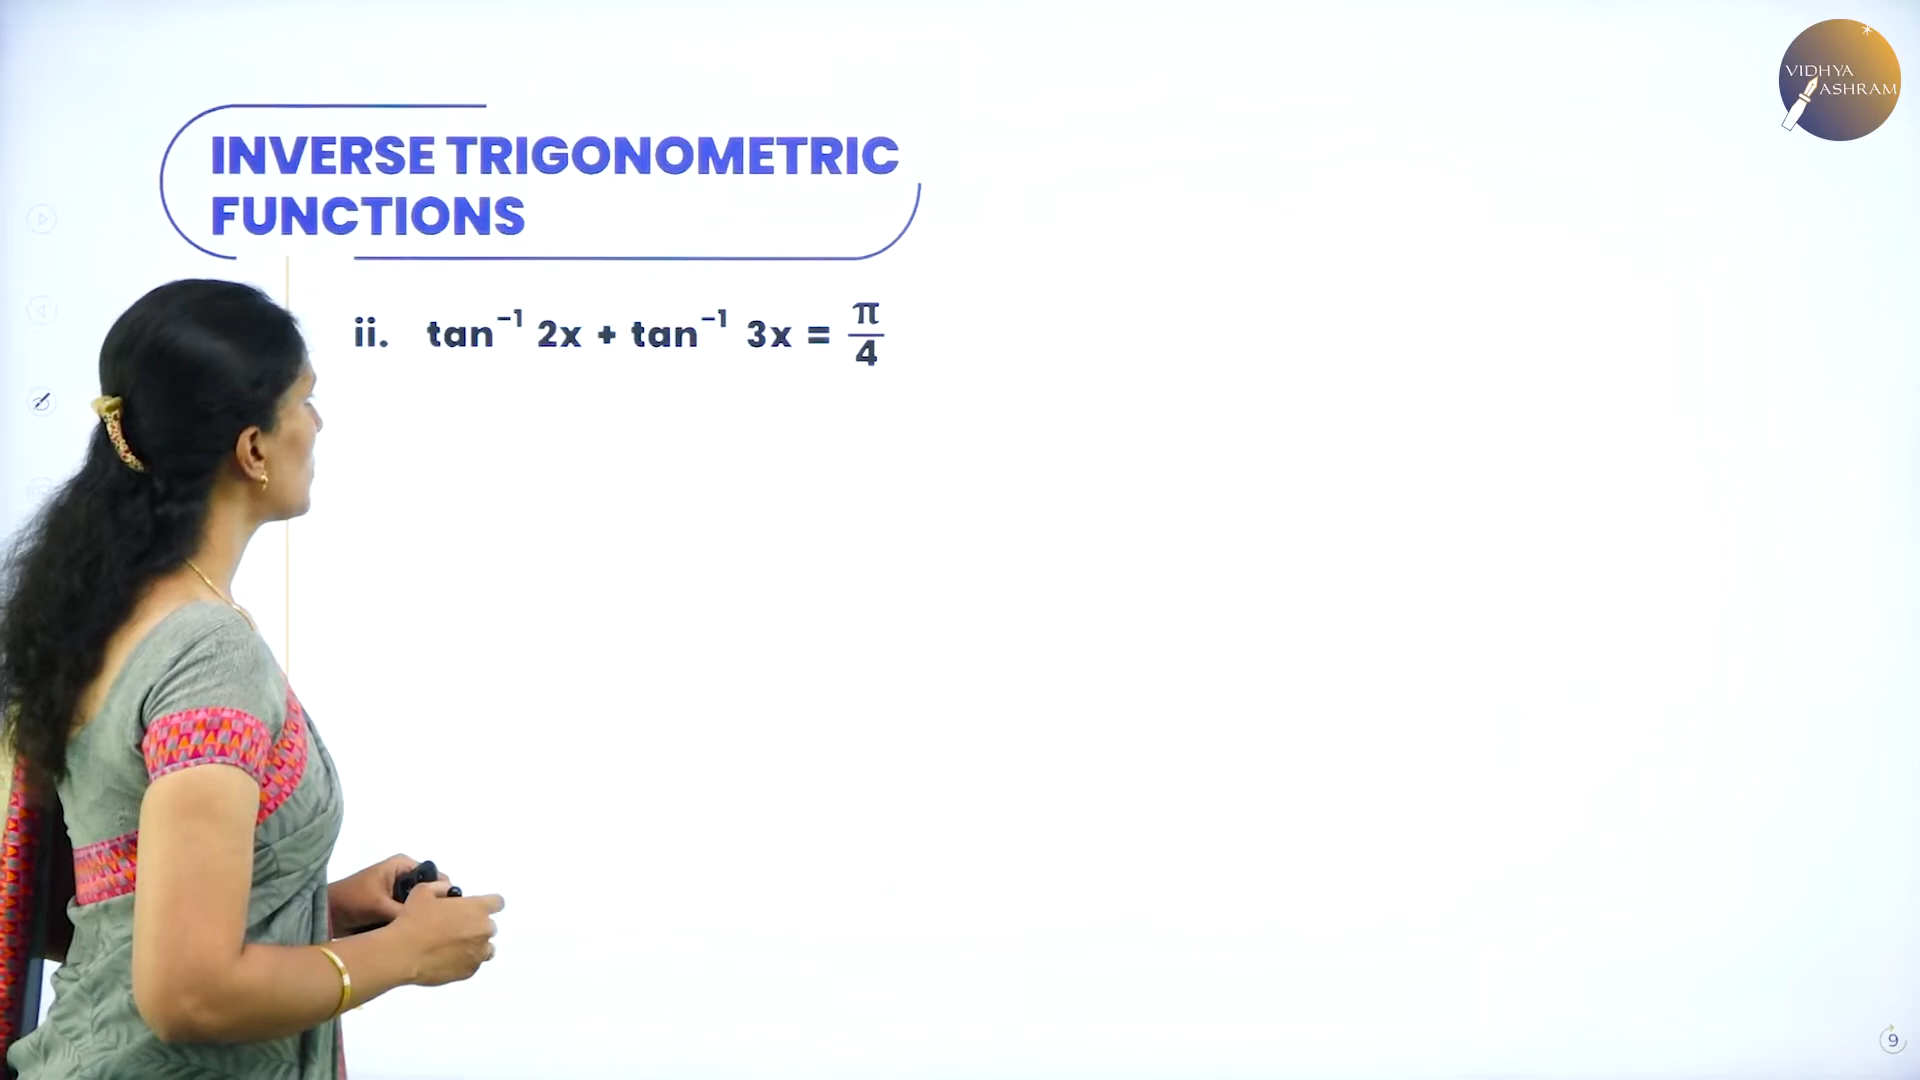 VIDHYA
ASHRAM
INVERSE TRIGONOMETRIC
FUNCTIONS
ii. tan⁻¹ 2x + tan⁻¹ 3x = π/4
9